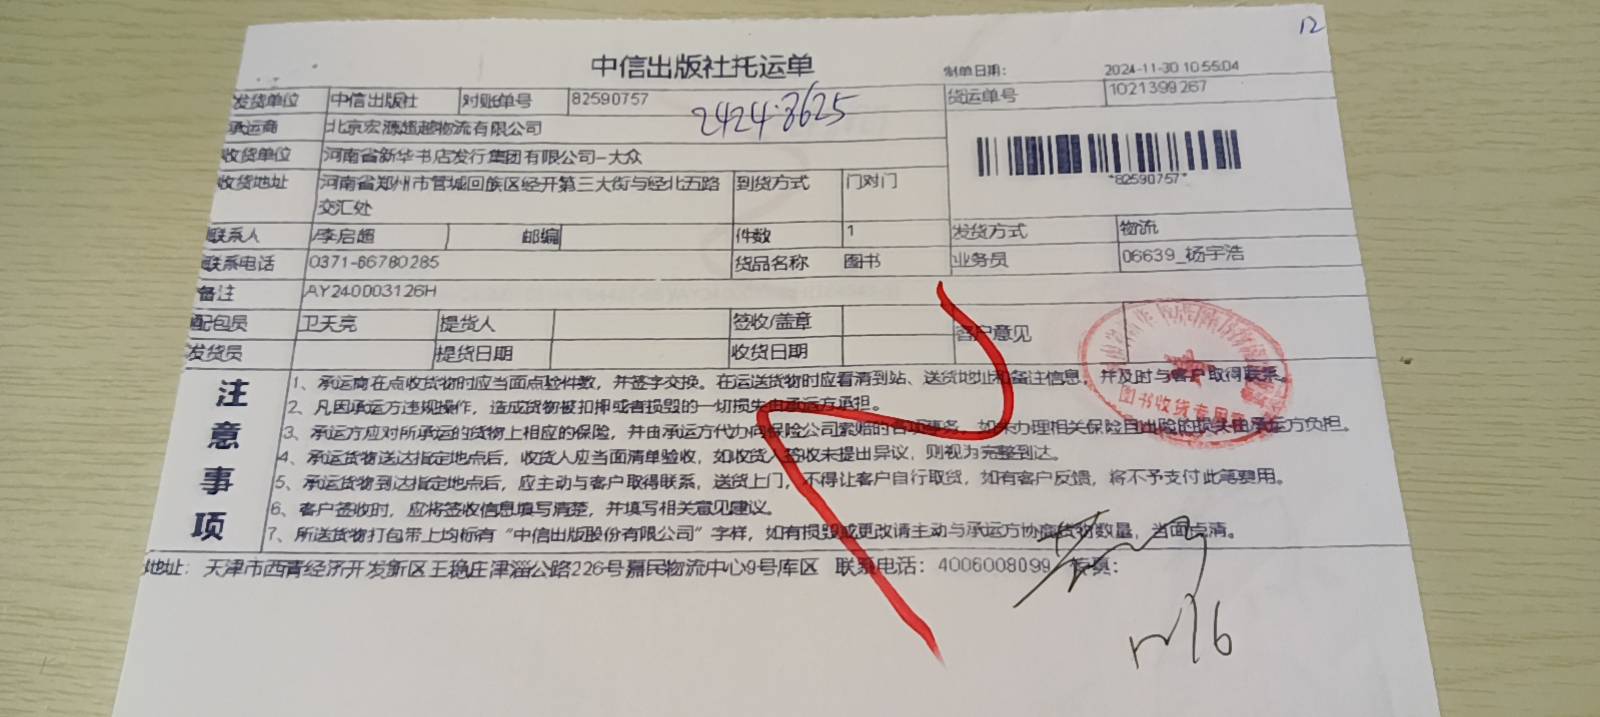 12
中信出版社托运单
制单日期: 2024-11-30 10:55:04
发货单位 中信出版社 对账单号 82590757 货运单号 1021399267
2424·3625
承运商 北京宏源超越物流有限公司
收货单位 河南省新华书店发行集团有限公司-大众
*82590757*
收货地址 河南省郑州市管城回族区经开第三大街与经北五路 到货方式 门对门
交汇处
联系人 /李启超 邮编 件数 1 发货方式 物流
联系电话 0371-66780285 货品名称 图书 业务员 06639_杨宇浩
备注 AY240003126H
配包员 卫天亮 提货人 签收/盖章 客户意见
发货员 提货日期 收货日期
图书收货专用章
注意事项
1、承运商在点收货物时应当面点验件数，并签字交换。在运送货物时应看清到站、送货地址和备注信息，并及时与客户取得联系。
2、凡因承运方违规操作，造成货物被扣押或者损毁的一切损失由承运方承担。
3、承运方应对所承运的货物上相应的保险，并由承运方代办向保险公司索赔的各项事务，如未办理相关保险且出险的损失由承运方负担。
4、承运货物送达指定地点后，收货人应当面清单验收，如收货人签收未提出异议，则视为完整到达。
5、承运货物到达指定地点后，应主动与客户取得联系，送货上门，不得让客户自行取货，如有客户反馈，将不予支付此笔费用。
6、客户签收时，应将签收信息填写清楚，并填写相关意见建议。
7、所送货物打包带上均标有“中信出版股份有限公司”字样，如有损毁或更改请主动与承运方协商货物数量，当面点清。
地址: 天津市西青经济开发新区王稳庄津淄公路226号嘉民物流中心9号库区 联系电话: 4006008099 传真: